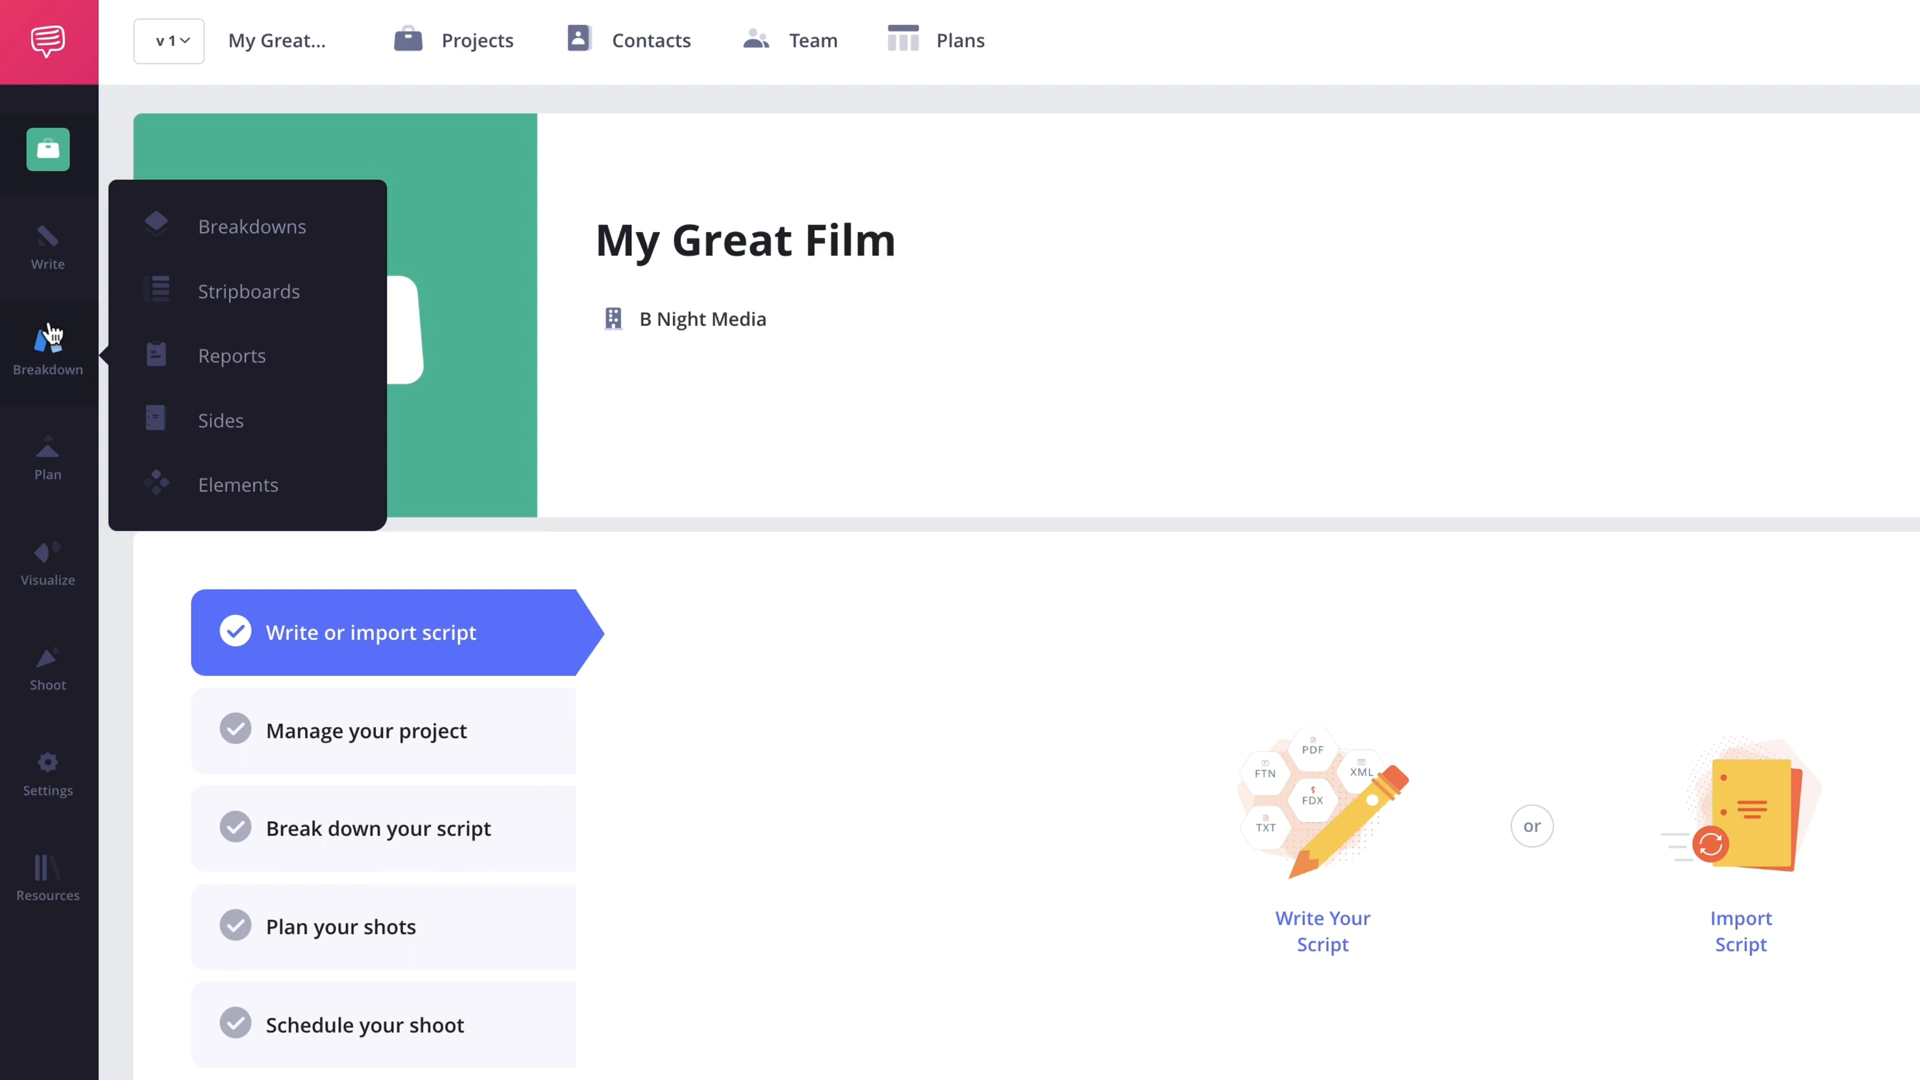 v 1
My Great...
Projects
Contacts
Team
Plans
Write
Breakdown
Plan
Visualize
Shoot
Settings
Resources
Breakdowns
Stripboards
Reports
Sides
Elements
My Great Film
B Night Media
Write or import script
Manage your project
Break down your script
Plan your shots
Schedule your shoot
PDF
FTN
XML
FDX
TXT
Write Your
Script
or
Import
Script